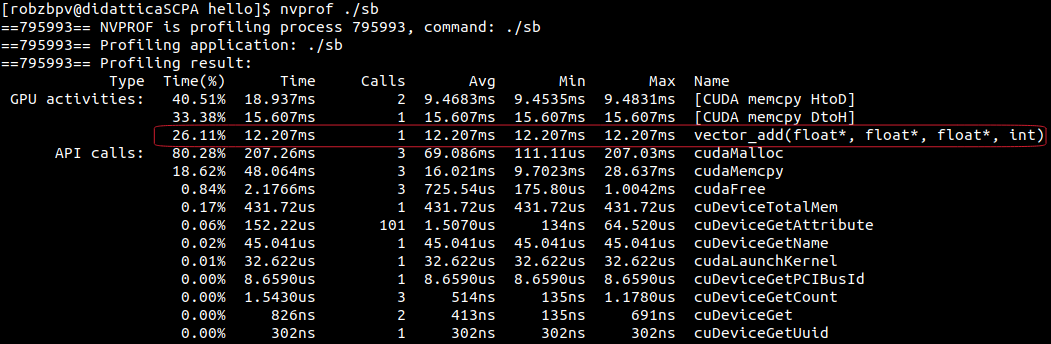 [robzbpv@didatticaSCPA hello]$ nvprof ./sb
==795993== NVPROF is profiling process 795993, command: ./sb
==795993== Profiling application: ./sb
==795993== Profiling result:
Type Time(%) Time Calls Avg Min Max Name
GPU activities: 40.51% 18.937ms 2 9.4683ms 9.4535ms 9.4831ms [CUDA memcpy HtoD]
33.38% 15.607ms 1 15.607ms 15.607ms 15.607ms [CUDA memcpy DtoH]
26.11% 12.207ms 1 12.207ms 12.207ms 12.207ms vector_add(float*, float*, float*, int)
API calls: 80.28% 207.26ms 3 69.086ms 111.11us 207.03ms cudaMalloc
18.62% 48.064ms 3 16.021ms 9.7023ms 28.637ms cudaMemcpy
0.84% 2.1766ms 3 725.54us 175.80us 1.0042ms cudaFree
0.17% 431.72us 1 431.72us 431.72us 431.72us cuDeviceTotalMem
0.06% 152.22us 101 1.5070us 134ns 64.520us cuDeviceGetAttribute
0.02% 45.041us 1 45.041us 45.041us 45.041us cuDeviceGetName
0.01% 32.622us 1 32.622us 32.622us 32.622us cudaLaunchKernel
0.00% 8.6590us 1 8.6590us 8.6590us 8.6590us cuDeviceGetPCIBusId
0.00% 1.5430us 3 514ns 135ns 1.1780us cuDeviceGetCount
0.00% 826ns 2 413ns 135ns 691ns cuDeviceGet
0.00% 302ns 1 302ns 302ns 302ns cuDeviceGetUuid